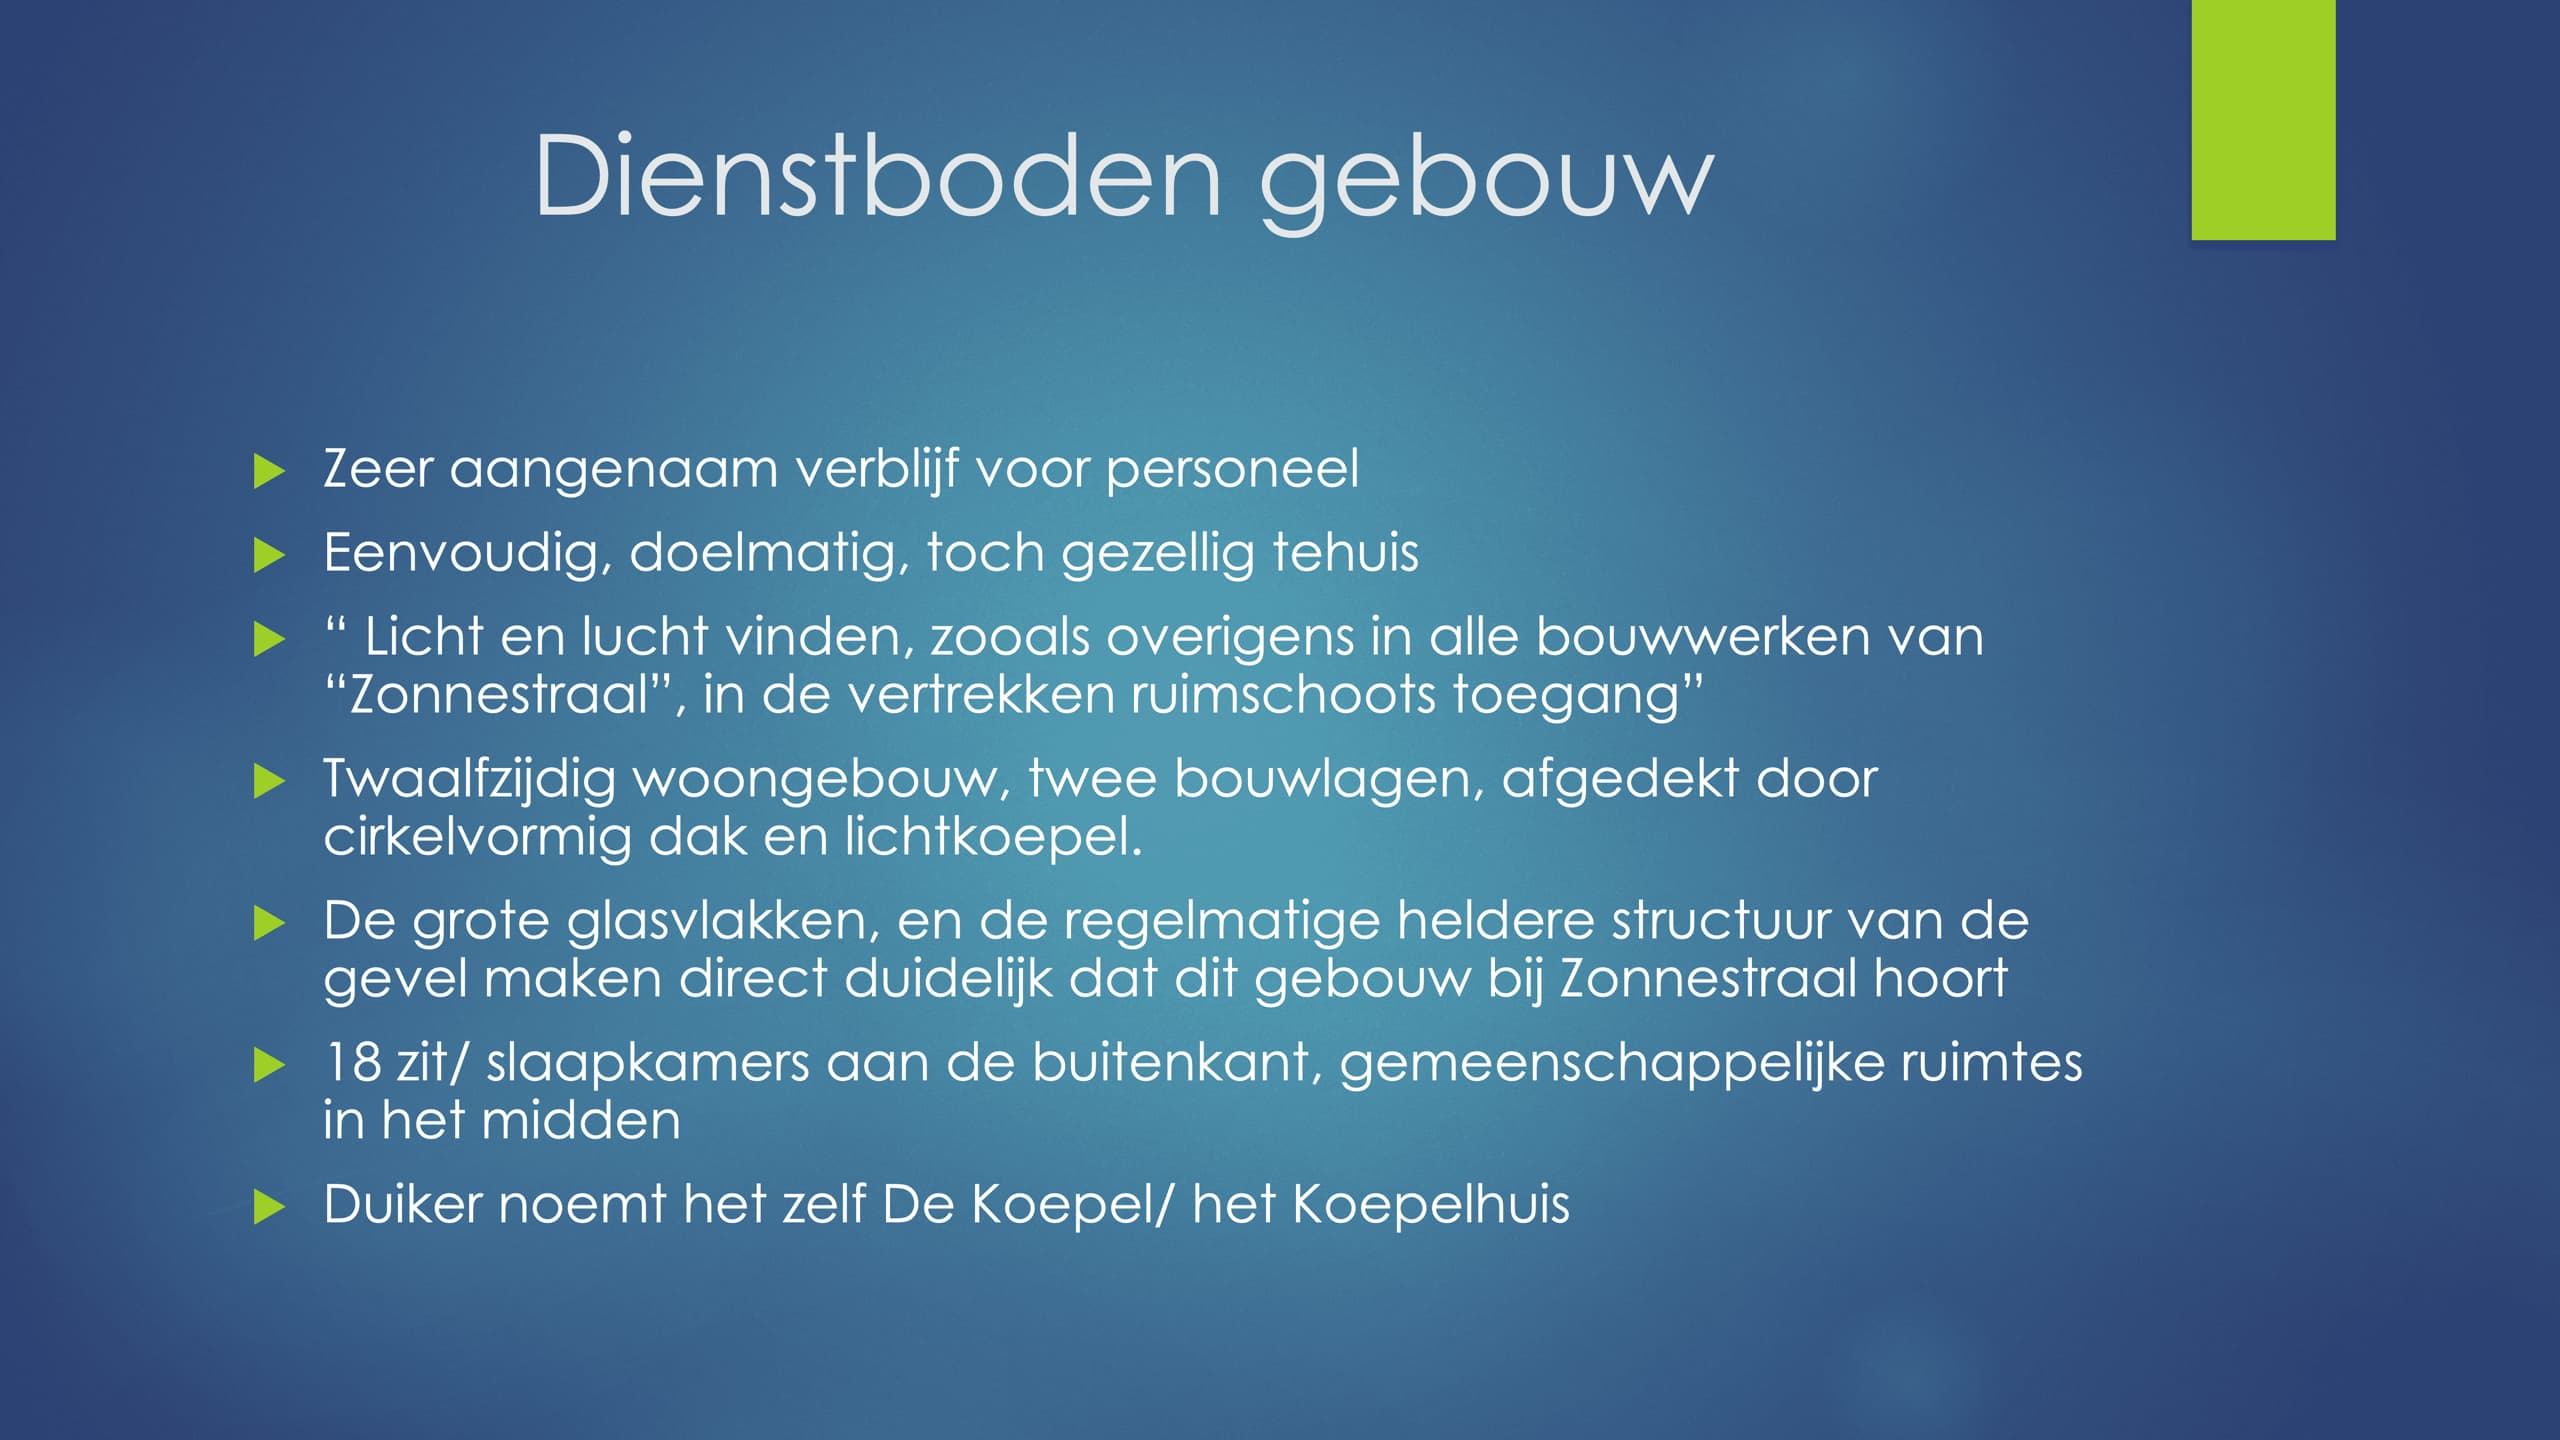 Dienstboden gebouw
Zeer aangenaam verblijf voor personeel
Eenvoudig, doelmatig, toch gezellig tehuis
“ Licht en lucht vinden, zooals overigens in alle bouwwerken van
“Zonnestraal”, in de vertrekken ruimschoots toegang”
Twaalfzijdig woongebouw, twee bouwlagen, afgedekt door
cirkelvormig dak en lichtkoepel.
De grote glasvlakken, en de regelmatige heldere structuur van de
gevel maken direct duidelijk dat dit gebouw bij Zonnestraal hoort
18 zit/ slaapkamers aan de buitenkant, gemeenschappelijke ruimtes
in het midden
Duiker noemt het zelf De Koepel/ het Koepelhuis